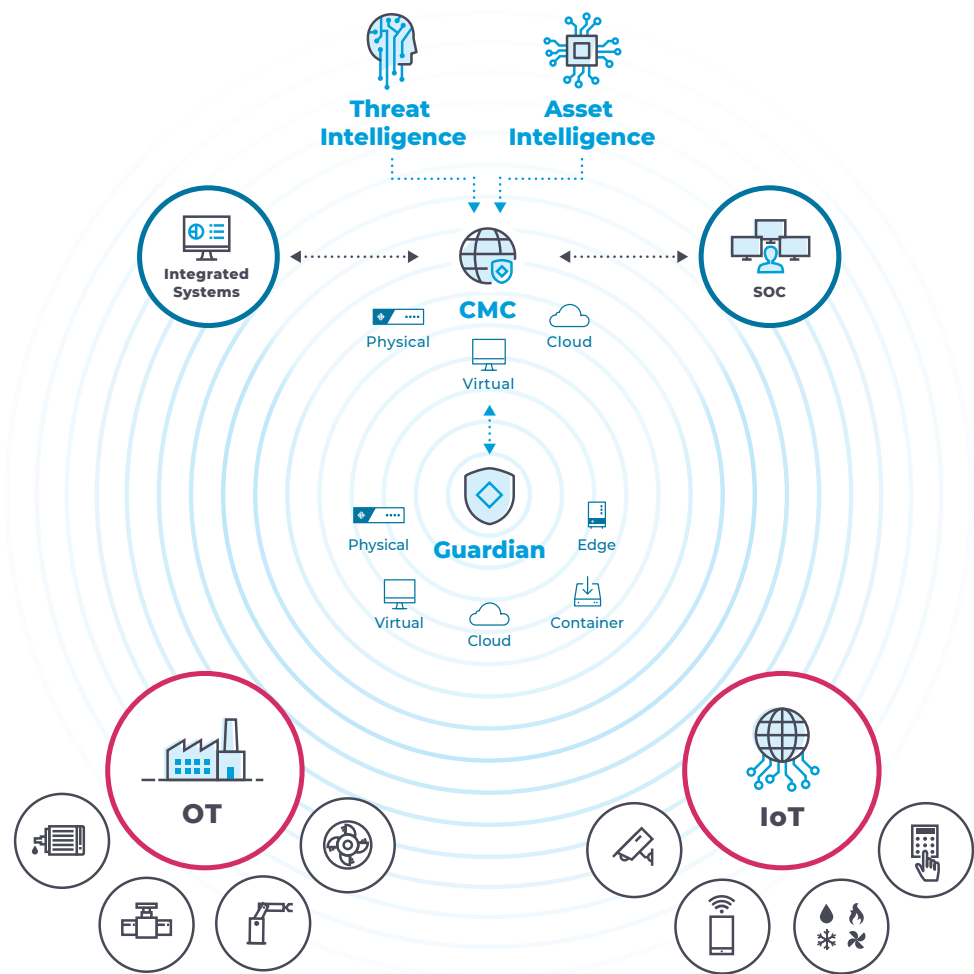 Threat
Intelligence
Asset
Intelligence
Integrated
Systems
CMC
SOC
Physical
Cloud
Virtual
Physical
Guardian
Edge
Virtual
Cloud
Container
OT
IoT